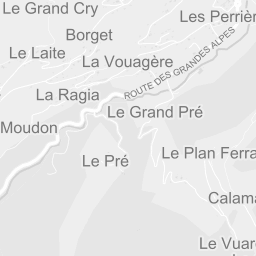 Le Grand Cry
Les Perrièr
Borget
Le Laite
La Vouagère
ROUTE DES GRANDES ALPES
La Ragia
Le Grand Pré
Moudon
Le Pré
Le Plan Ferra
Calama
Le Vuar